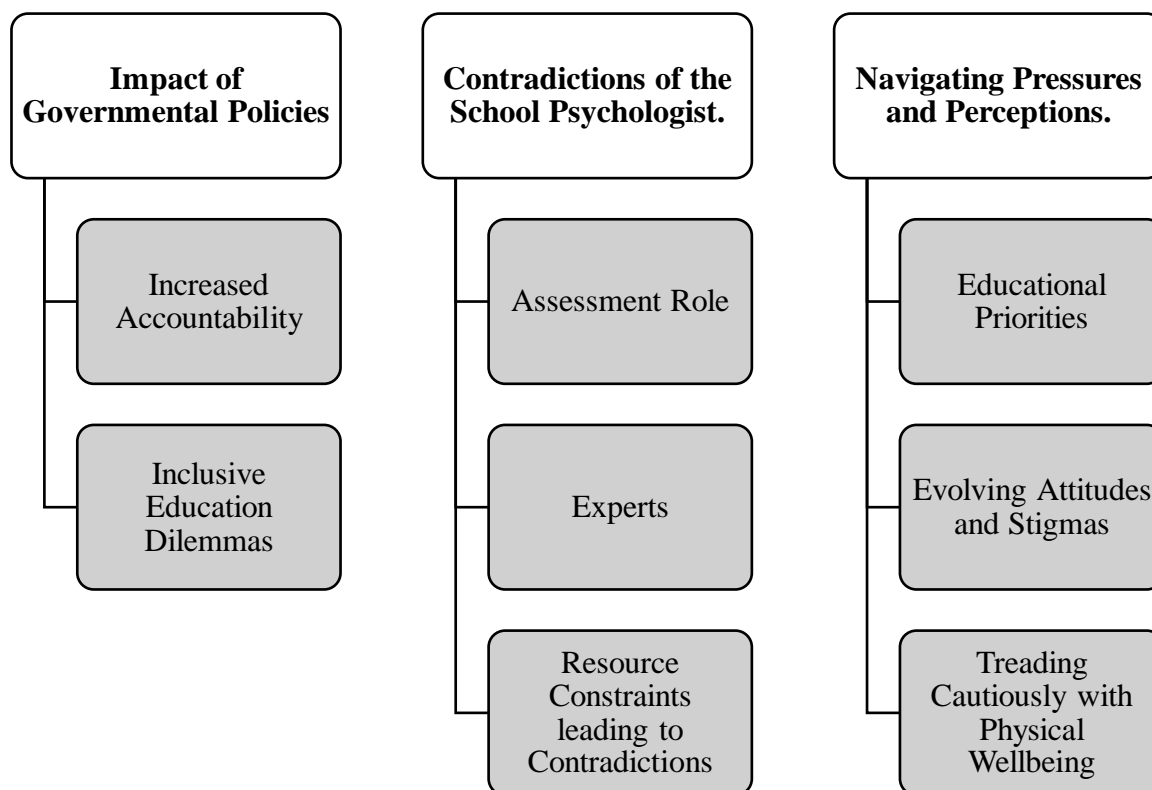 Impact of
Governmental Policies
Increased
Accountability
Inclusive
Education
Dilemmas
Contradictions of the
School Psychologist.
Assessment Role
Experts
Resource
Constraints
leading to
Contradictions
Navigating Pressures
and Perceptions.
Educational
Priorities
Evolving Attitudes
and Stigmas
Treading
Cautiously with
Physical
Wellbeing